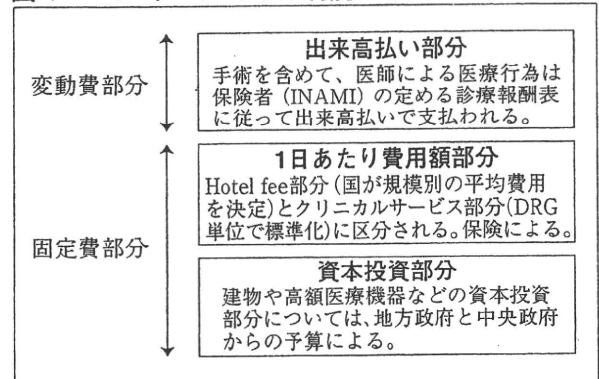 出来高払い部分
変動費部分
手術を含めて、医師による医療行為は
保険者(INAMI)の定める診療報酬表
に従って出来高払いで支払われる。
1日あたり費用額部分
Hotel fee部分(国が規模別の平均費用
を決定)とクリニカルサービス部分(DRG
単位で標準化)に区分される。保険による。
固定費部分
資本投資部分
建物や高額医療機器などの資本投資
部分については、地方政府と中央政府
からの予算による。